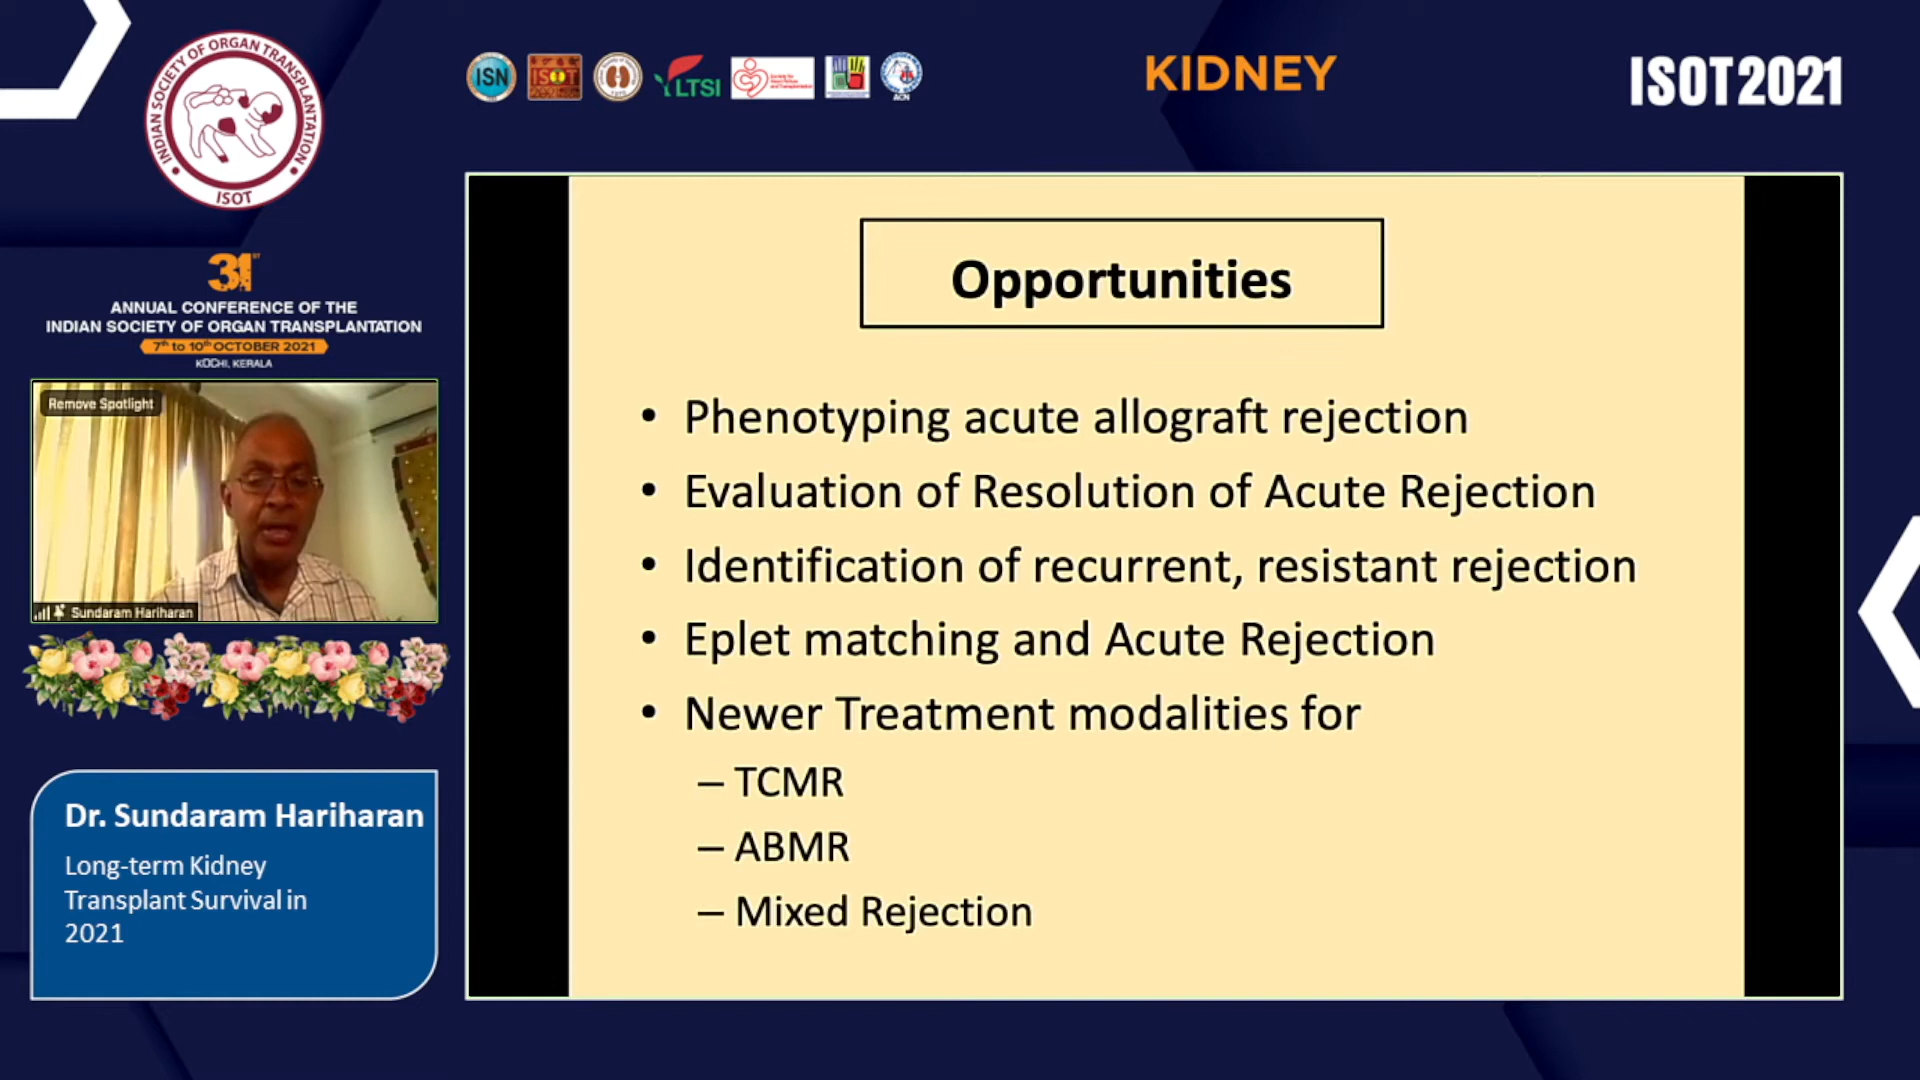 INDIAN SOCIETY OF ORGAN TRANSPLANTATION
ISOT
ISN
ISOT
LTSI
ACN
KIDNEY
ISOT2021
31ST
ANNUAL CONFERENCE OF THE
INDIAN SOCIETY OF ORGAN TRANSPLANTATION
7th to 10th OCTOBER 2021
KOCHI, KERALA
Remove Spotlight
Sundaram Hariharan
Dr. Sundaram Hariharan
Long-term Kidney
Transplant Survival in
2021
Opportunities
• Phenotyping acute allograft rejection
• Evaluation of Resolution of Acute Rejection
• Identification of recurrent, resistant rejection
• Eplet matching and Acute Rejection
• Newer Treatment modalities for
– TCMR
– ABMR
– Mixed Rejection